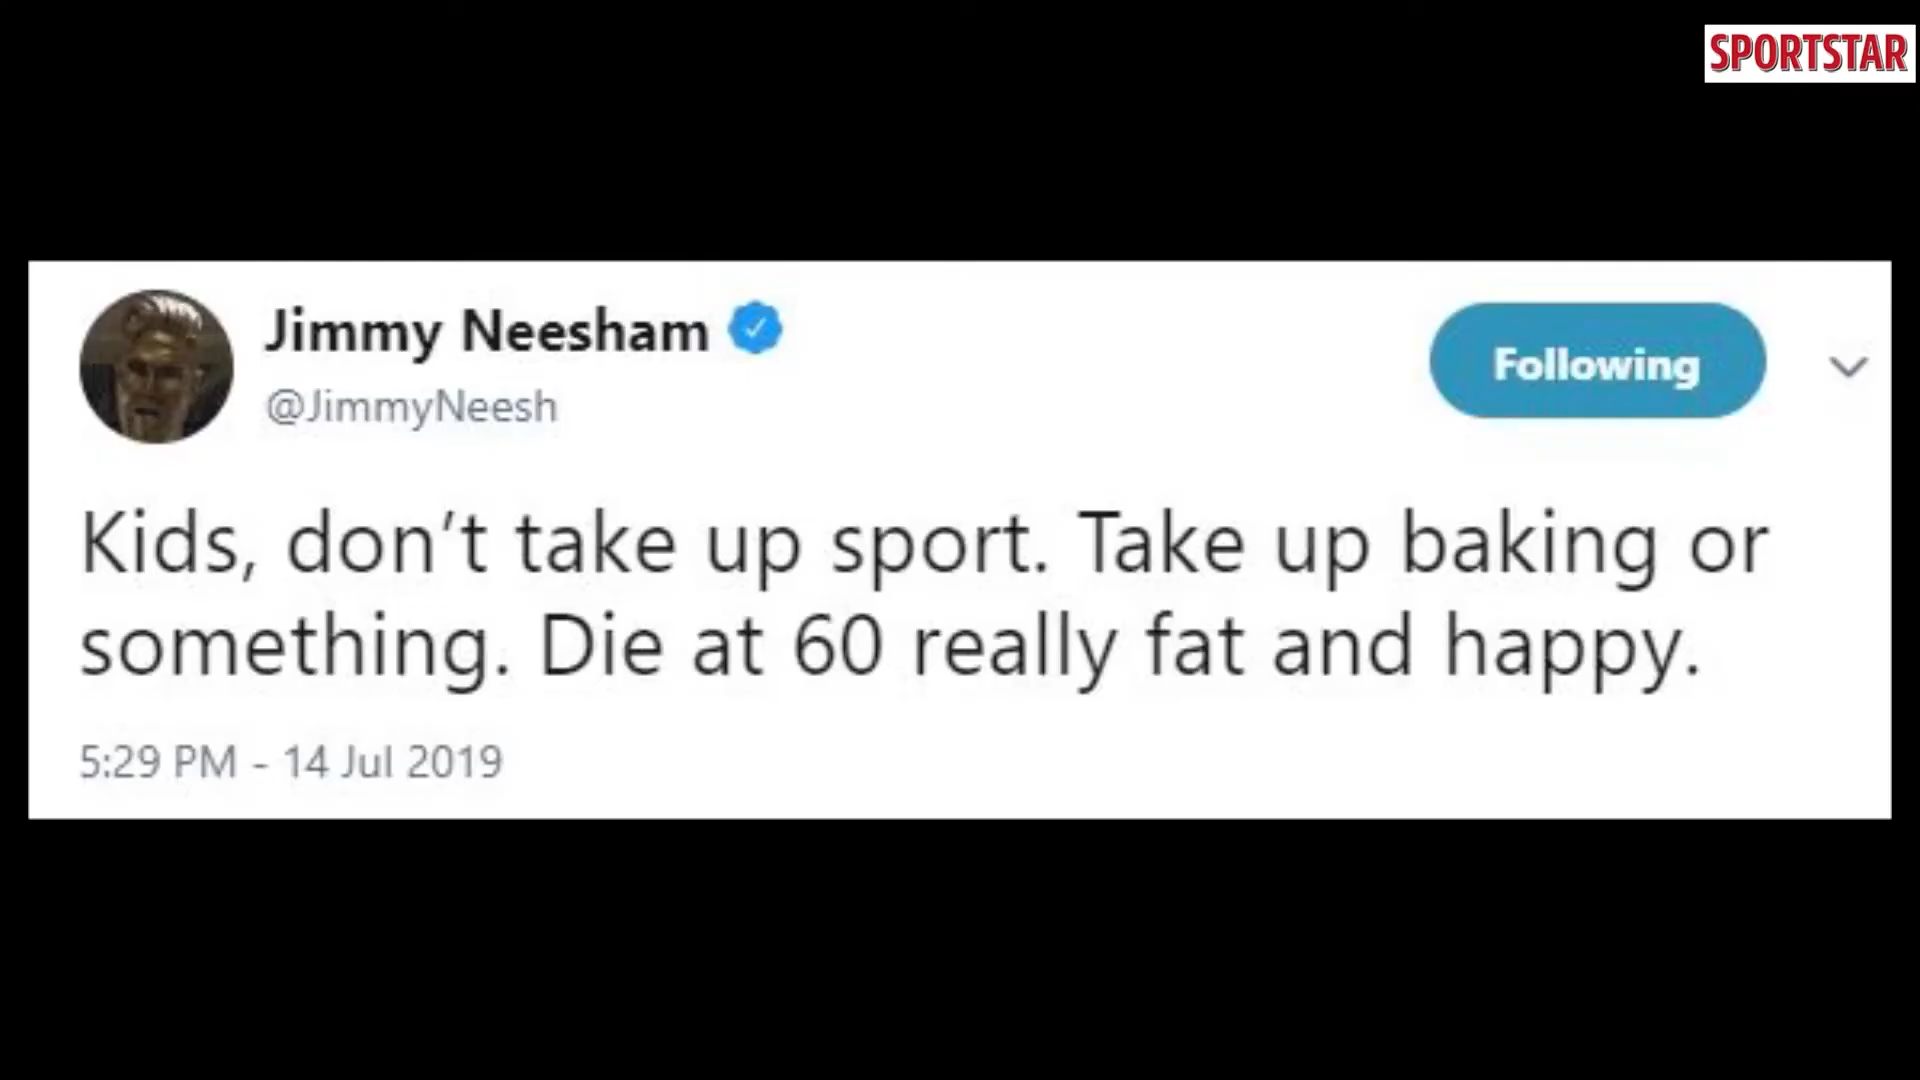 SPORTSTAR
Jimmy Neesham
@JimmyNeesh
Following
Kids, don't take up sport. Take up baking or
something. Die at 60 really fat and happy.
5:29 PM - 14 Jul 2019